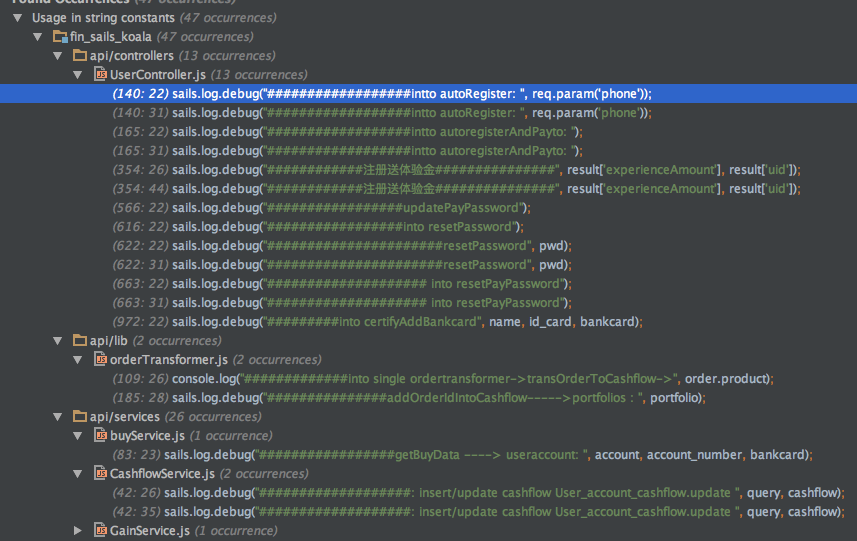 Found Occurrences (47 occurrences)
Usage in string constants (47 occurrences)
fin_sails_koala (47 occurrences)
api/controllers (13 occurrences)
UserController.js (13 occurrences)
(140: 22) sails.log.debug("###################intto autoRegister: ", req.param('phone'));
(140: 31) sails.log.debug("###################intto autoRegister: ", req.param('phone'));
(165: 22) sails.log.debug("###################intto autoregisterAndPayto: ");
(165: 31) sails.log.debug("###################intto autoregisterAndPayto: ");
(354: 26) sails.log.debug("############注册送体验金###############", result['experienceAmount'], result['uid']);
(354: 44) sails.log.debug("############注册送体验金###############", result['experienceAmount'], result['uid']);
(566: 22) sails.log.debug("#################updatePayPassword");
(616: 22) sails.log.debug("#################into resetPassword");
(622: 22) sails.log.debug("######################resetPassword", pwd);
(622: 31) sails.log.debug("######################resetPassword", pwd);
(663: 22) sails.log.debug("#################### into resetPayPassword");
(663: 31) sails.log.debug("#################### into resetPayPassword");
(972: 22) sails.log.debug("#########into certifyAddBankcard", name, id_card, bankcard);
api/lib (2 occurrences)
orderTransformer.js (2 occurrences)
(109: 26) console.log("#############into single ordertransformer->transOrderToCashflow->", order.product);
(185: 28) sails.log.debug("###############addOrderIdIntoCashflow----->portfolios : ", portfolio);
api/services (26 occurrences)
buyService.js (1 occurrence)
(83: 23) sails.log.debug("#################getBuyData ----> useraccount: ", account, account_number, bankcard);
CashflowService.js (2 occurrences)
(42: 26) sails.log.debug("###################: insert/update cashflow User_account_cashflow.update ", query, cashflow);
(42: 35) sails.log.debug("###################: insert/update cashflow User_account_cashflow.update ", query, cashflow);
GainService.js (1 occurrence)